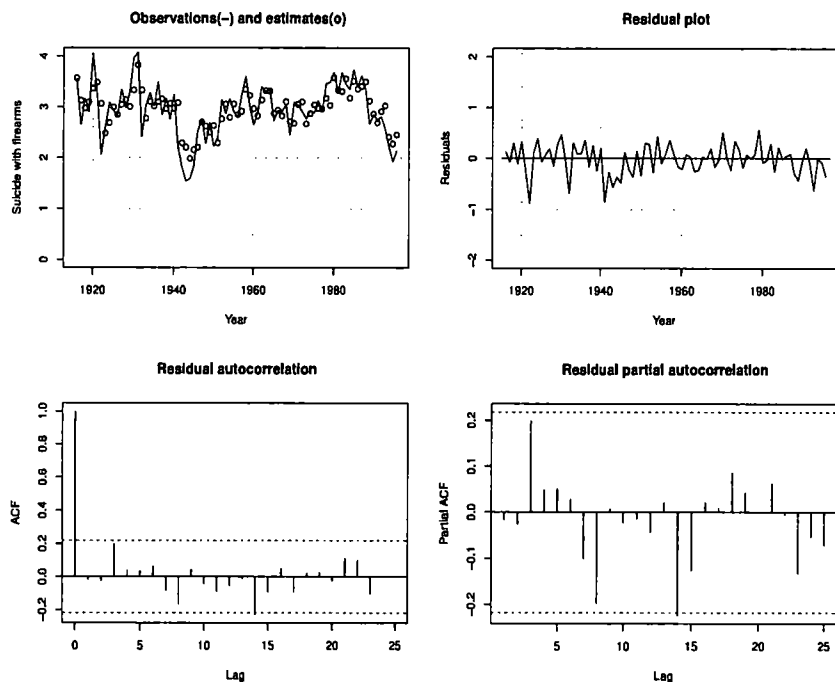 Observations(-) and estimates(o)
Suicide with firearms
4
3
2
1
0
1920 1940 1960 1980
Year
Residual plot
Residuals
2
1
0
-1
-2
1920 1940 1960 1980
Year
Residual autocorrelation
ACF
1.0
0.8
0.6
0.4
0.2
0.0
-0.2
0 5 10 15 20 25
Lag
Residual partial autocorrelation
Partial ACF
0.2
0.1
0.0
-0.1
-0.2
5 10 15 20 25
Lag